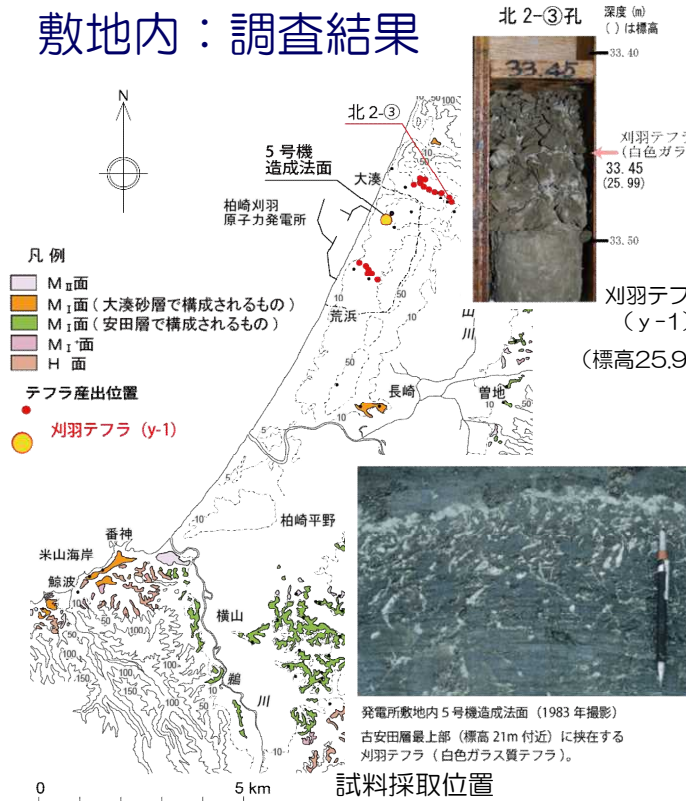 敷地内：調査結果
北 2-③孔
深度 (m)
( ) は標高
33.45
33.40
刈羽テフラ
(白色ガラ
33.45
(25.99)
33.50
刈羽テフ
(y-1)
(標高25.9
N
北 2-③
5 号機
造成法面
大湊
柏崎刈羽
原子力発電所
荒浜
川
長崎
曽地
凡 例
MⅡ面
MⅠ面 ( 大湊砂層で構成されるもの )
MⅠ面 ( 安田層で構成されるもの )
MⅠ⁺面
H 面
テフラ産出位置
刈羽テフラ (y-1)
柏崎平野
番神
米山海岸
鯨波
横山
鵜
川
発電所敷地内 5 号機造成法面 (1983 年撮影)
古安田層最上部 (標高 21m 付近) に挟在する
刈羽テフラ ( 白色ガラス質テフラ )。
0 5 km
試料採取位置